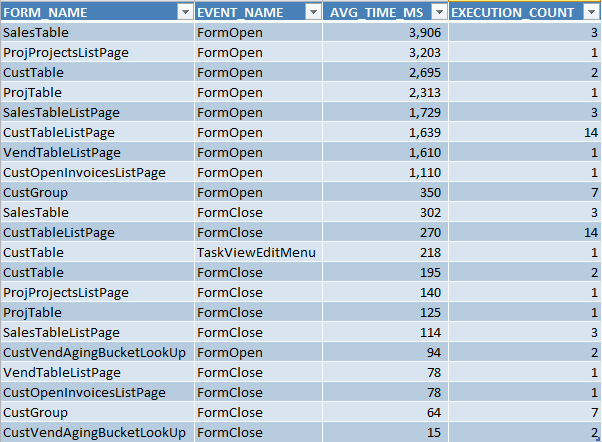 FORM_NAME EVENT_NAME AVG_TIME_MS EXECUTION_COUNT
SalesTable FormOpen 3,906 3
ProjProjectsListPage FormOpen 3,203 1
CustTable FormOpen 2,695 2
ProjTable FormOpen 2,313 1
SalesTableListPage FormOpen 1,729 3
CustTableListPage FormOpen 1,639 14
VendTableListPage FormOpen 1,610 1
CustOpenInvoicesListPage FormOpen 1,110 1
CustGroup FormOpen 350 7
SalesTable FormClose 302 3
CustTableListPage FormClose 270 14
CustTable TaskViewEditMenu 218 1
CustTable FormClose 195 2
ProjProjectsListPage FormClose 140 1
ProjTable FormClose 125 1
SalesTableListPage FormClose 114 3
CustVendAgingBucketLookUp FormOpen 94 2
VendTableListPage FormClose 78 1
CustOpenInvoicesListPage FormClose 78 1
CustGroup FormClose 64 7
CustVendAgingBucketLookUp FormClose 15 2